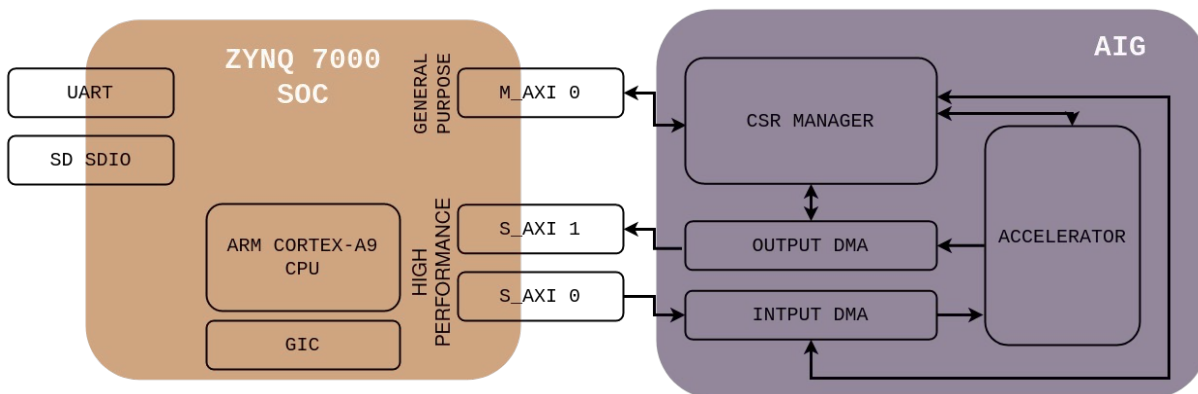 ZYNQ 7000
SOC
UART
SD SDIO
GENERAL
PURPOSE
M_AXI 0
ARM CORTEX-A9
CPU
GIC
HIGH
PERFORMANCE
S_AXI 1
S_AXI 0
AIG
CSR MANAGER
OUTPUT DMA
INTPUT DMA
ACCELERATOR